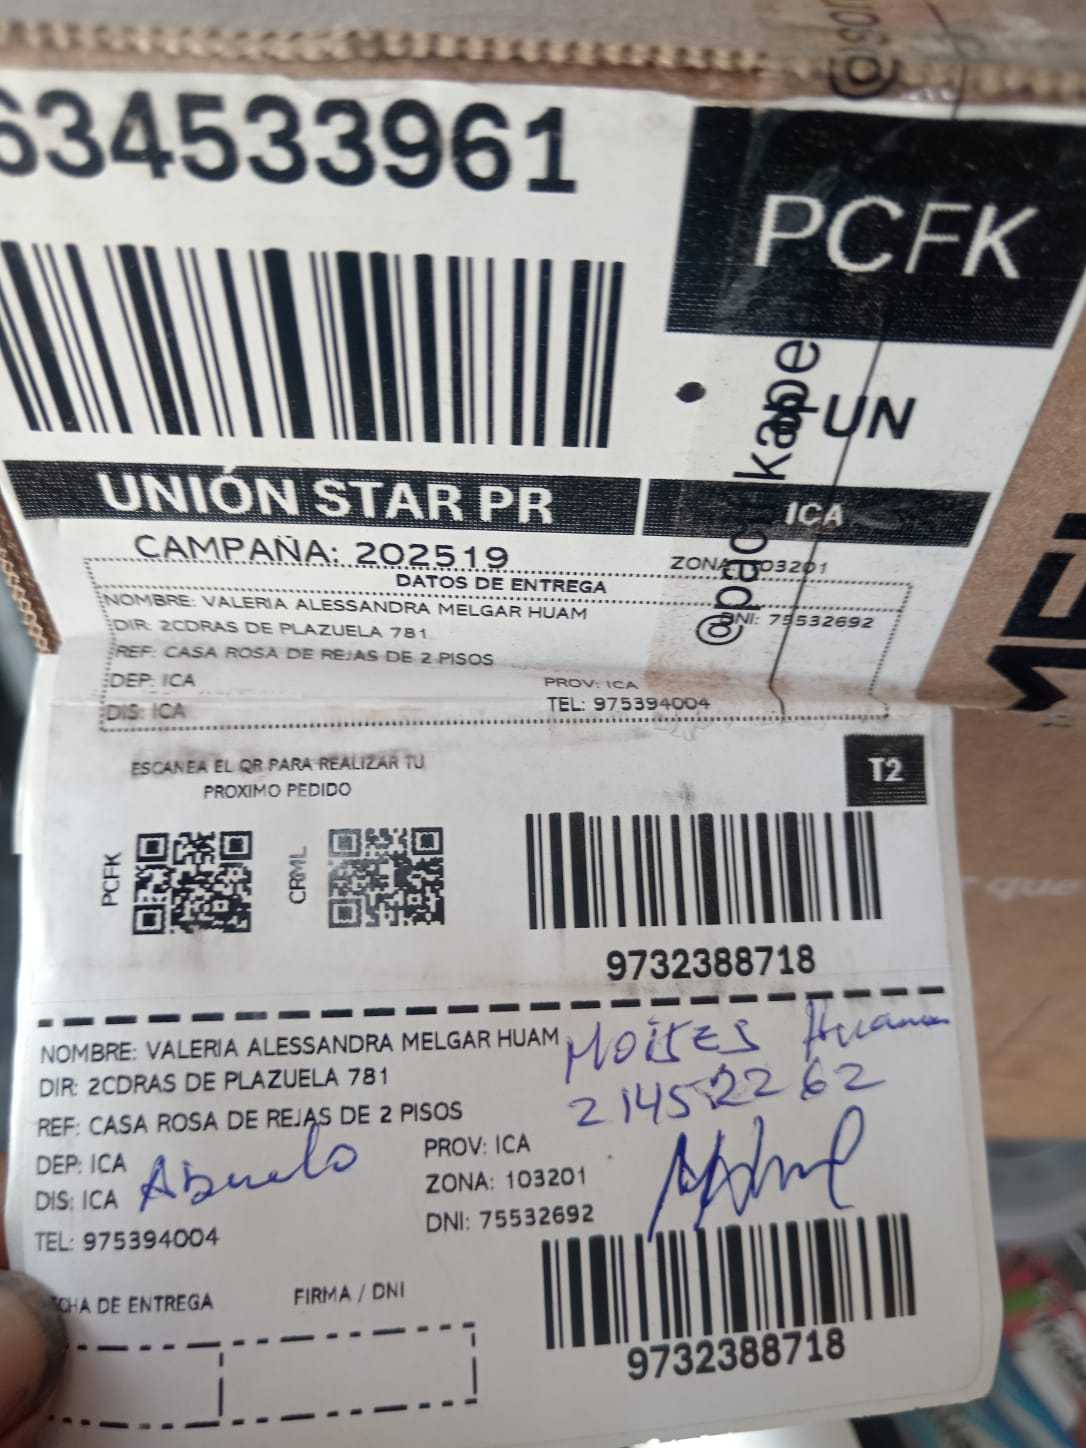 634533961
PCFK
UN
UNIÓN STAR PR
ICA
CAMPAÑA: 202519
ZONA: 103201
DATOS DE ENTREGA
NOMBRE: VALERIA ALESSANDRA MELGAR HUAM
DNI: 75532692
DIR: 2CDRAS DE PLAZUELA 781
REF: CASA ROSA DE REJAS DE 2 PISOS
DEP: ICA
PROV: ICA
DIS: ICA
TEL: 975394004
ESCANEA EL QR PARA REALIZAR TU
PROXIMO PEDIDO
T2
PCFK
CRML
9732388718
NOMBRE: VALERIA ALESSANDRA MELGAR HUAM
Moises Huaman
DIR: 2CDRAS DE PLAZUELA 781
REF: CASA ROSA DE REJAS DE 2 PISOS
DEP: ICA
PROV: ICA
Abuelo
DIS: ICA
ZONA: 103201
TEL: 975394004
DNI: 75532692
DE ENTREGA
FIRMA / DNI
9732388718